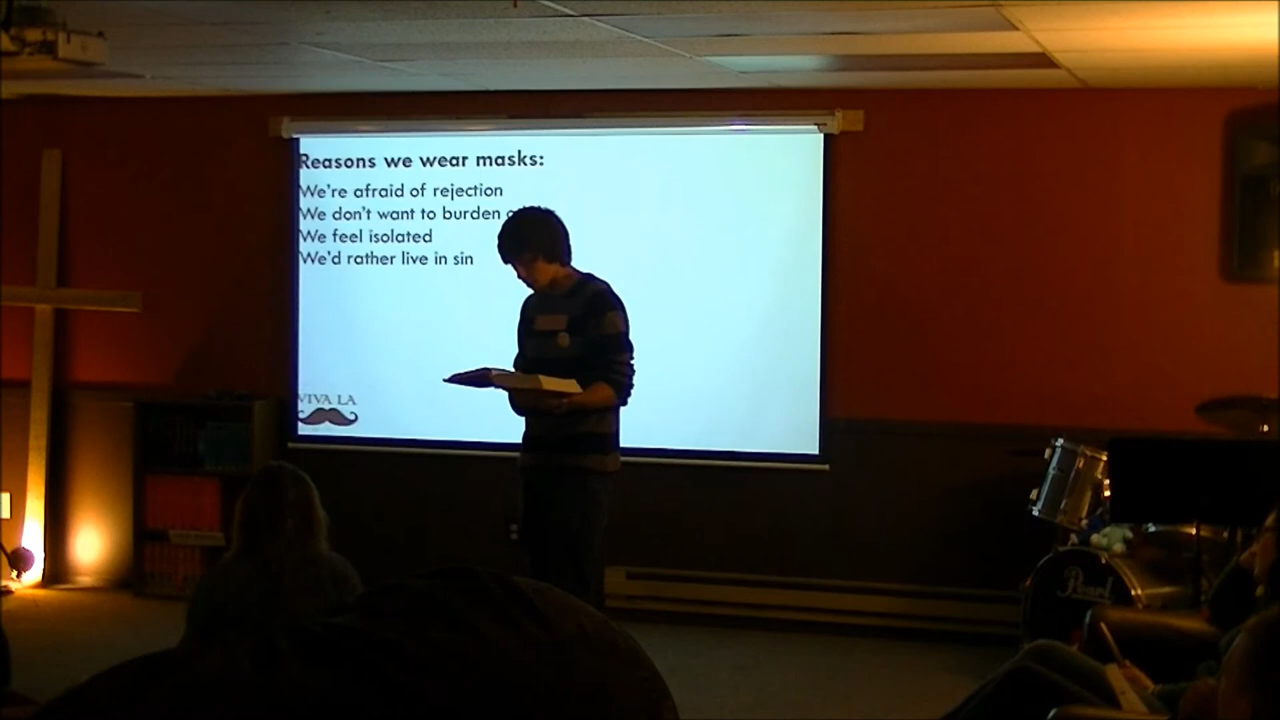 Reasons we wear masks:
We're afraid of rejection
We don't want to burden
We feel isolated
We'd rather live in sin
VIVA LA
Pearl